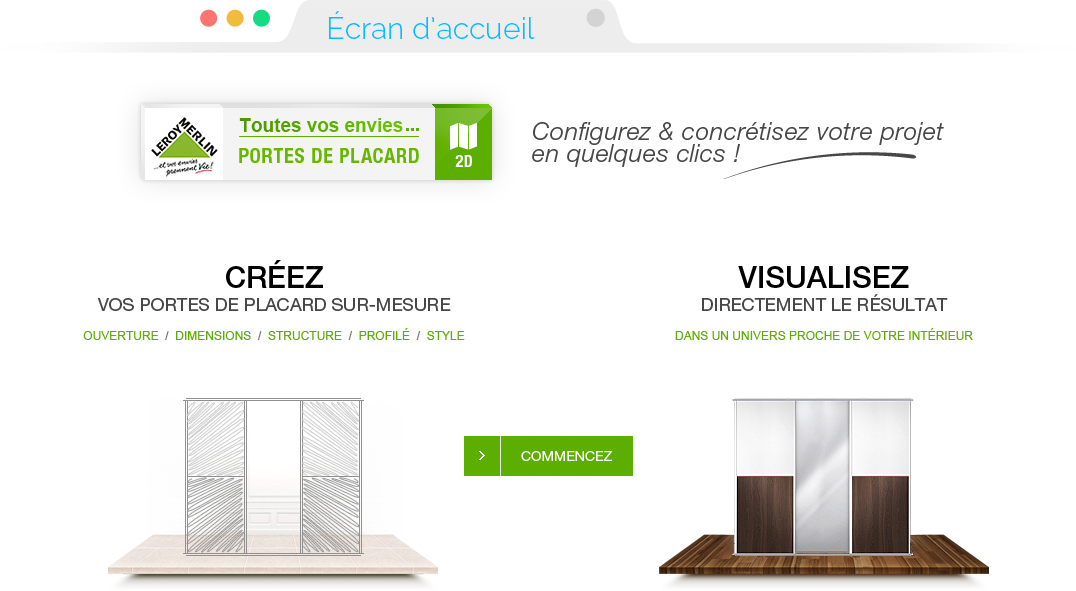 Écran d'accueil
LEROY MERLIN
...et vos envies
prennent vie!
Toutes vos envies...
PORTES DE PLACARD
2D
Configurez & concrétisez votre projet
en quelques clics !
CRÉEZ
VOS PORTES DE PLACARD SUR-MESURE
OUVERTURE / DIMENSIONS / STRUCTURE / PROFILÉ / STYLE
VISUALISEZ
DIRECTEMENT LE RÉSULTAT
DANS UN UNIVERS PROCHE DE VOTRE INTÉRIEUR
COMMENCEZ